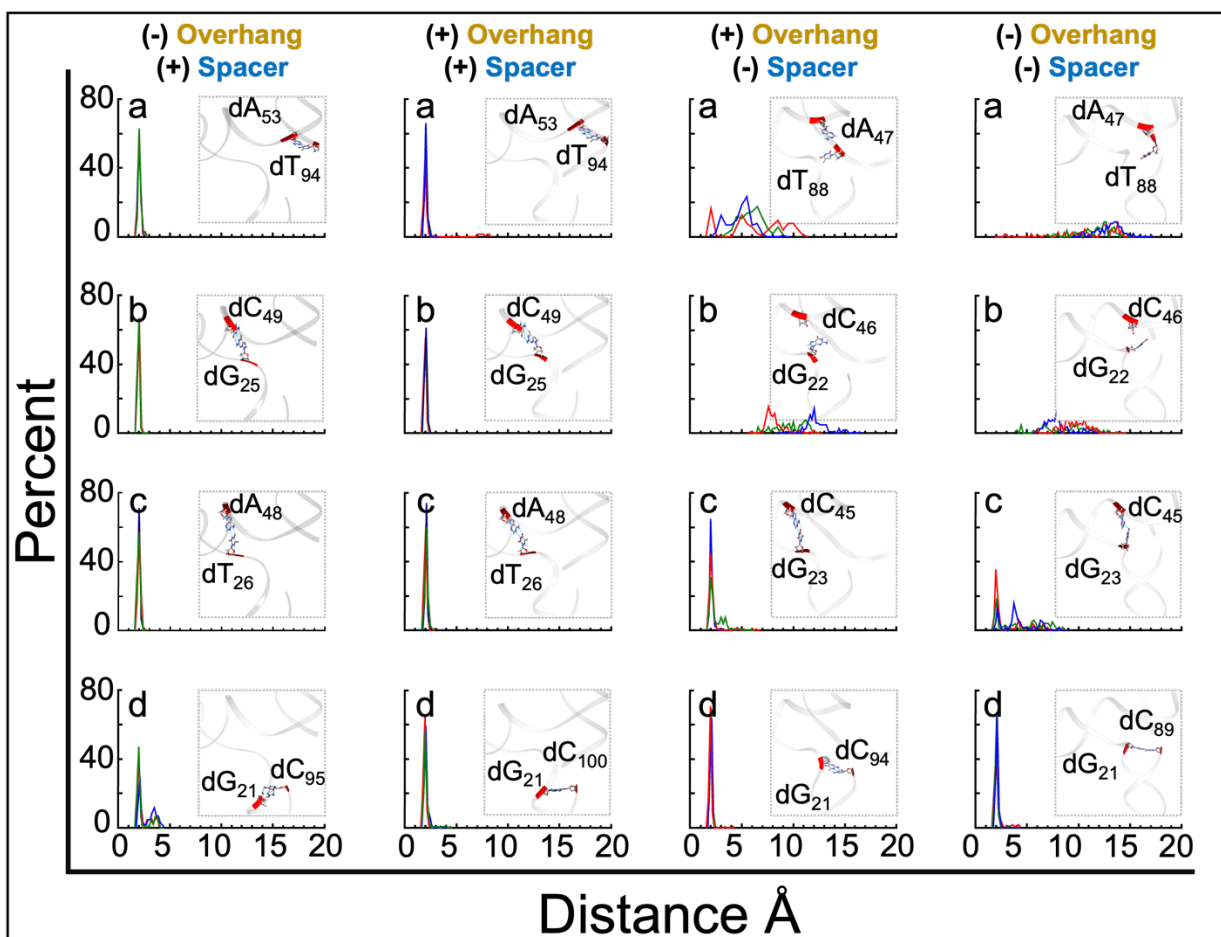 (-) Overhang (+) Overhang (+) Overhang (-) Overhang
(+) Spacer (+) Spacer (-) Spacer (-) Spacer
Percent
80 a dA53 a dA53 a dA47 a dA47
40 dT94 dT94 dT88 dT88
0
80 b dC49 b dC49 b dC46 b dC46
40 dG25 dG25 dG22 dG22
0
80 c dA48 c dA48 c dC45 c dC45
40 dT26 dT26 dG23 dG23
0
80 d d d d
40 dG21 dC95 dG21 dC100 dG21 dC94 dG21 dC89
0
0 5 10 15 20 0 5 10 15 20 0 5 10 15 20 0 5 10 15 20
Distance Å